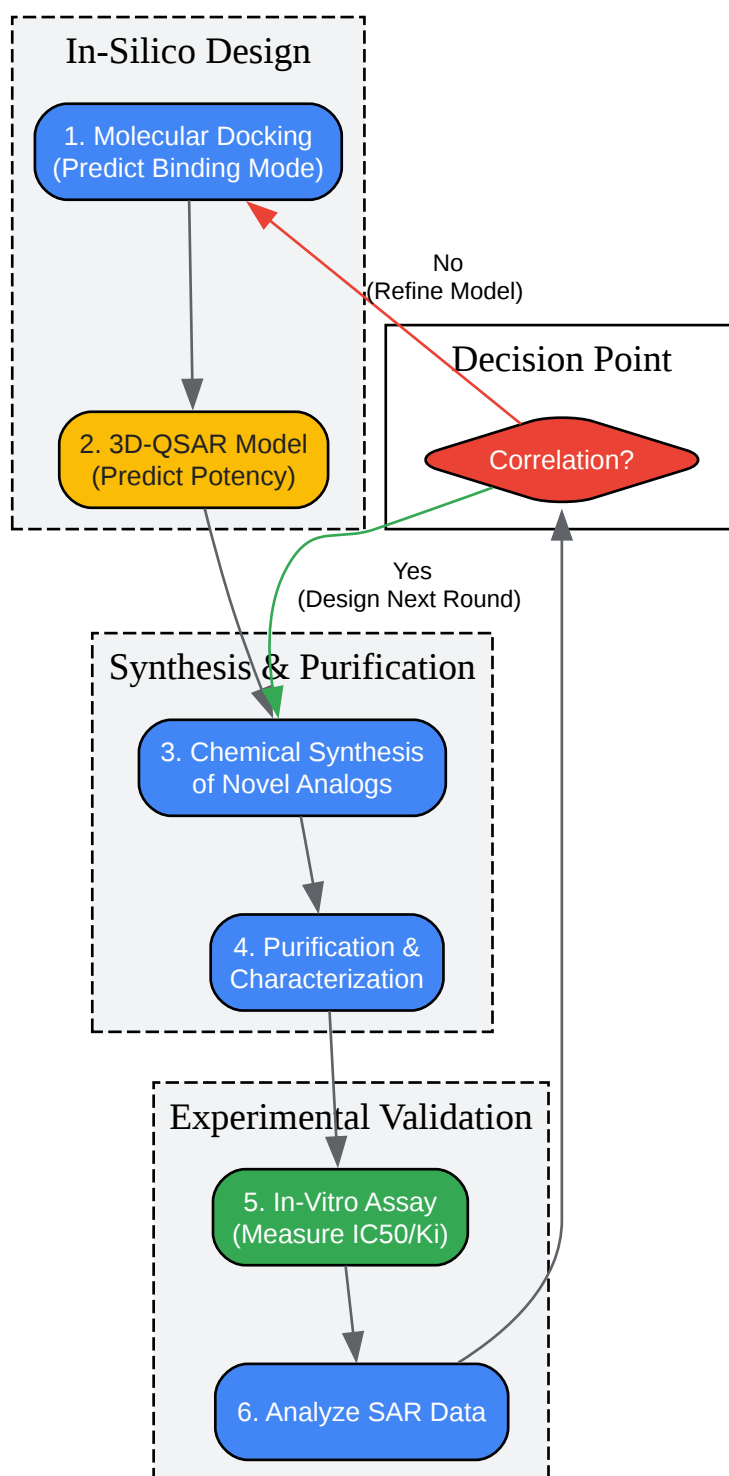 In-Silico Design
1. Molecular Docking
(Predict Binding Mode)
No
(Refine Model)
Decision Point
2. 3D-QSAR Model
(Predict Potency)
Correlation?
Yes
(Design Next Round)
Synthesis & Purification
3. Chemical Synthesis
of Novel Analogs
4. Purification &
Characterization
Experimental Validation
5. In-Vitro Assay
(Measure IC50/Ki)
6. Analyze SAR Data